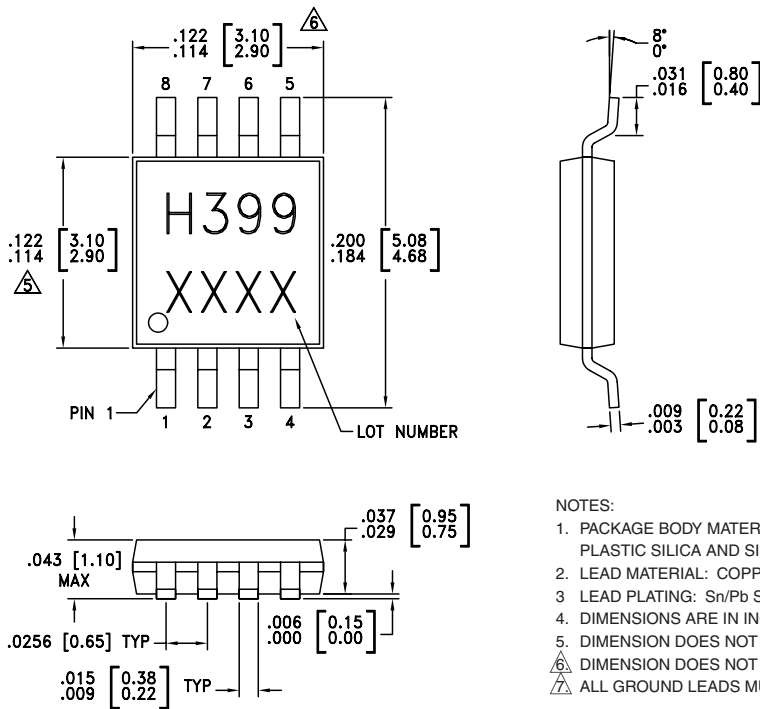 .122 [3.10]
.114 [2.90]
6
8 7 6 5
H399
XXXX
.122 [3.10]
.114 [2.90]
5
.200 [5.08]
.184 [4.68]
PIN 1
1 2 3 4
LOT NUMBER
8°
0°
.031 [0.80]
.016 [0.40]
.009 [0.22]
.003 [0.08]
.043 [1.10]
MAX
.037 [0.95]
.029 [0.75]
.0256 [0.65] TYP
.006 [0.15]
.000 [0.00]
.015 [0.38]
.009 [0.22]
TYP
NOTES:
1. PACKAGE BODY MATER
PLASTIC SILICA AND SI
2. LEAD MATERIAL: COPP
3 LEAD PLATING: Sn/Pb S
4. DIMENSIONS ARE IN IN
5. DIMENSION DOES NOT
6. DIMENSION DOES NOT
7. ALL GROUND LEADS MU